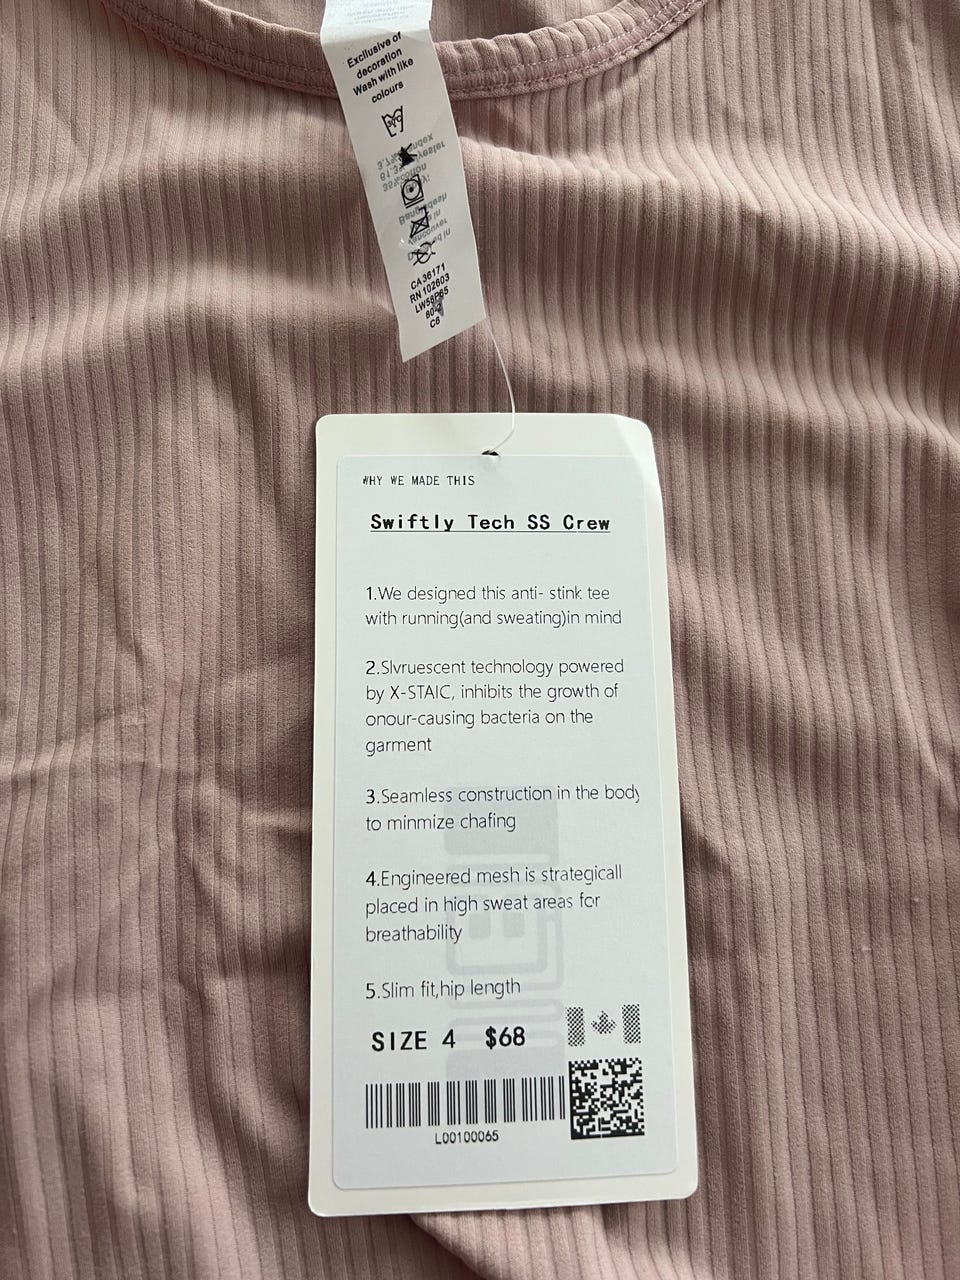 Exclusive of
decoration
Wash with like
colours
CA 36171
RN 102603
C6
WHY WE MADE THIS
Swiftly Tech SS Crew
1.We designed this anti- stink tee
with running(and sweating)in mind
2.Slvruescent technology powered
by X-STAIC, inhibits the growth of
onour-causing bacteria on the
garment
3.Seamless construction in the body
to minmize chafing
4.Engineered mesh is strategicall
placed in high sweat areas for
breathability
5.Slim fit,hip length
SIZE 4 $68
L00100065